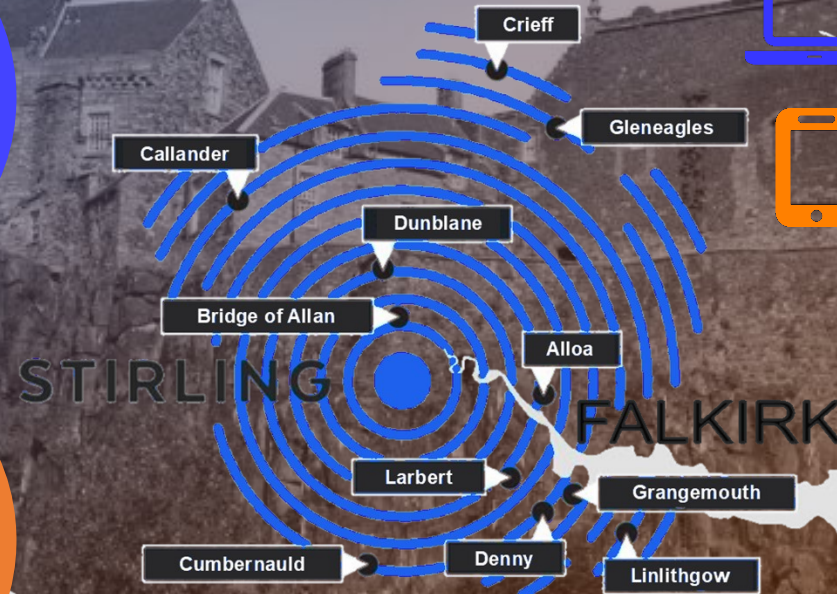 Crieff
Gleneagles
Callander
Dunblane
Bridge of Allan
Alloa
STIRLING
FALKIRK
Larbert
Grangemouth
Denny
Cumbernauld
Linlithgow